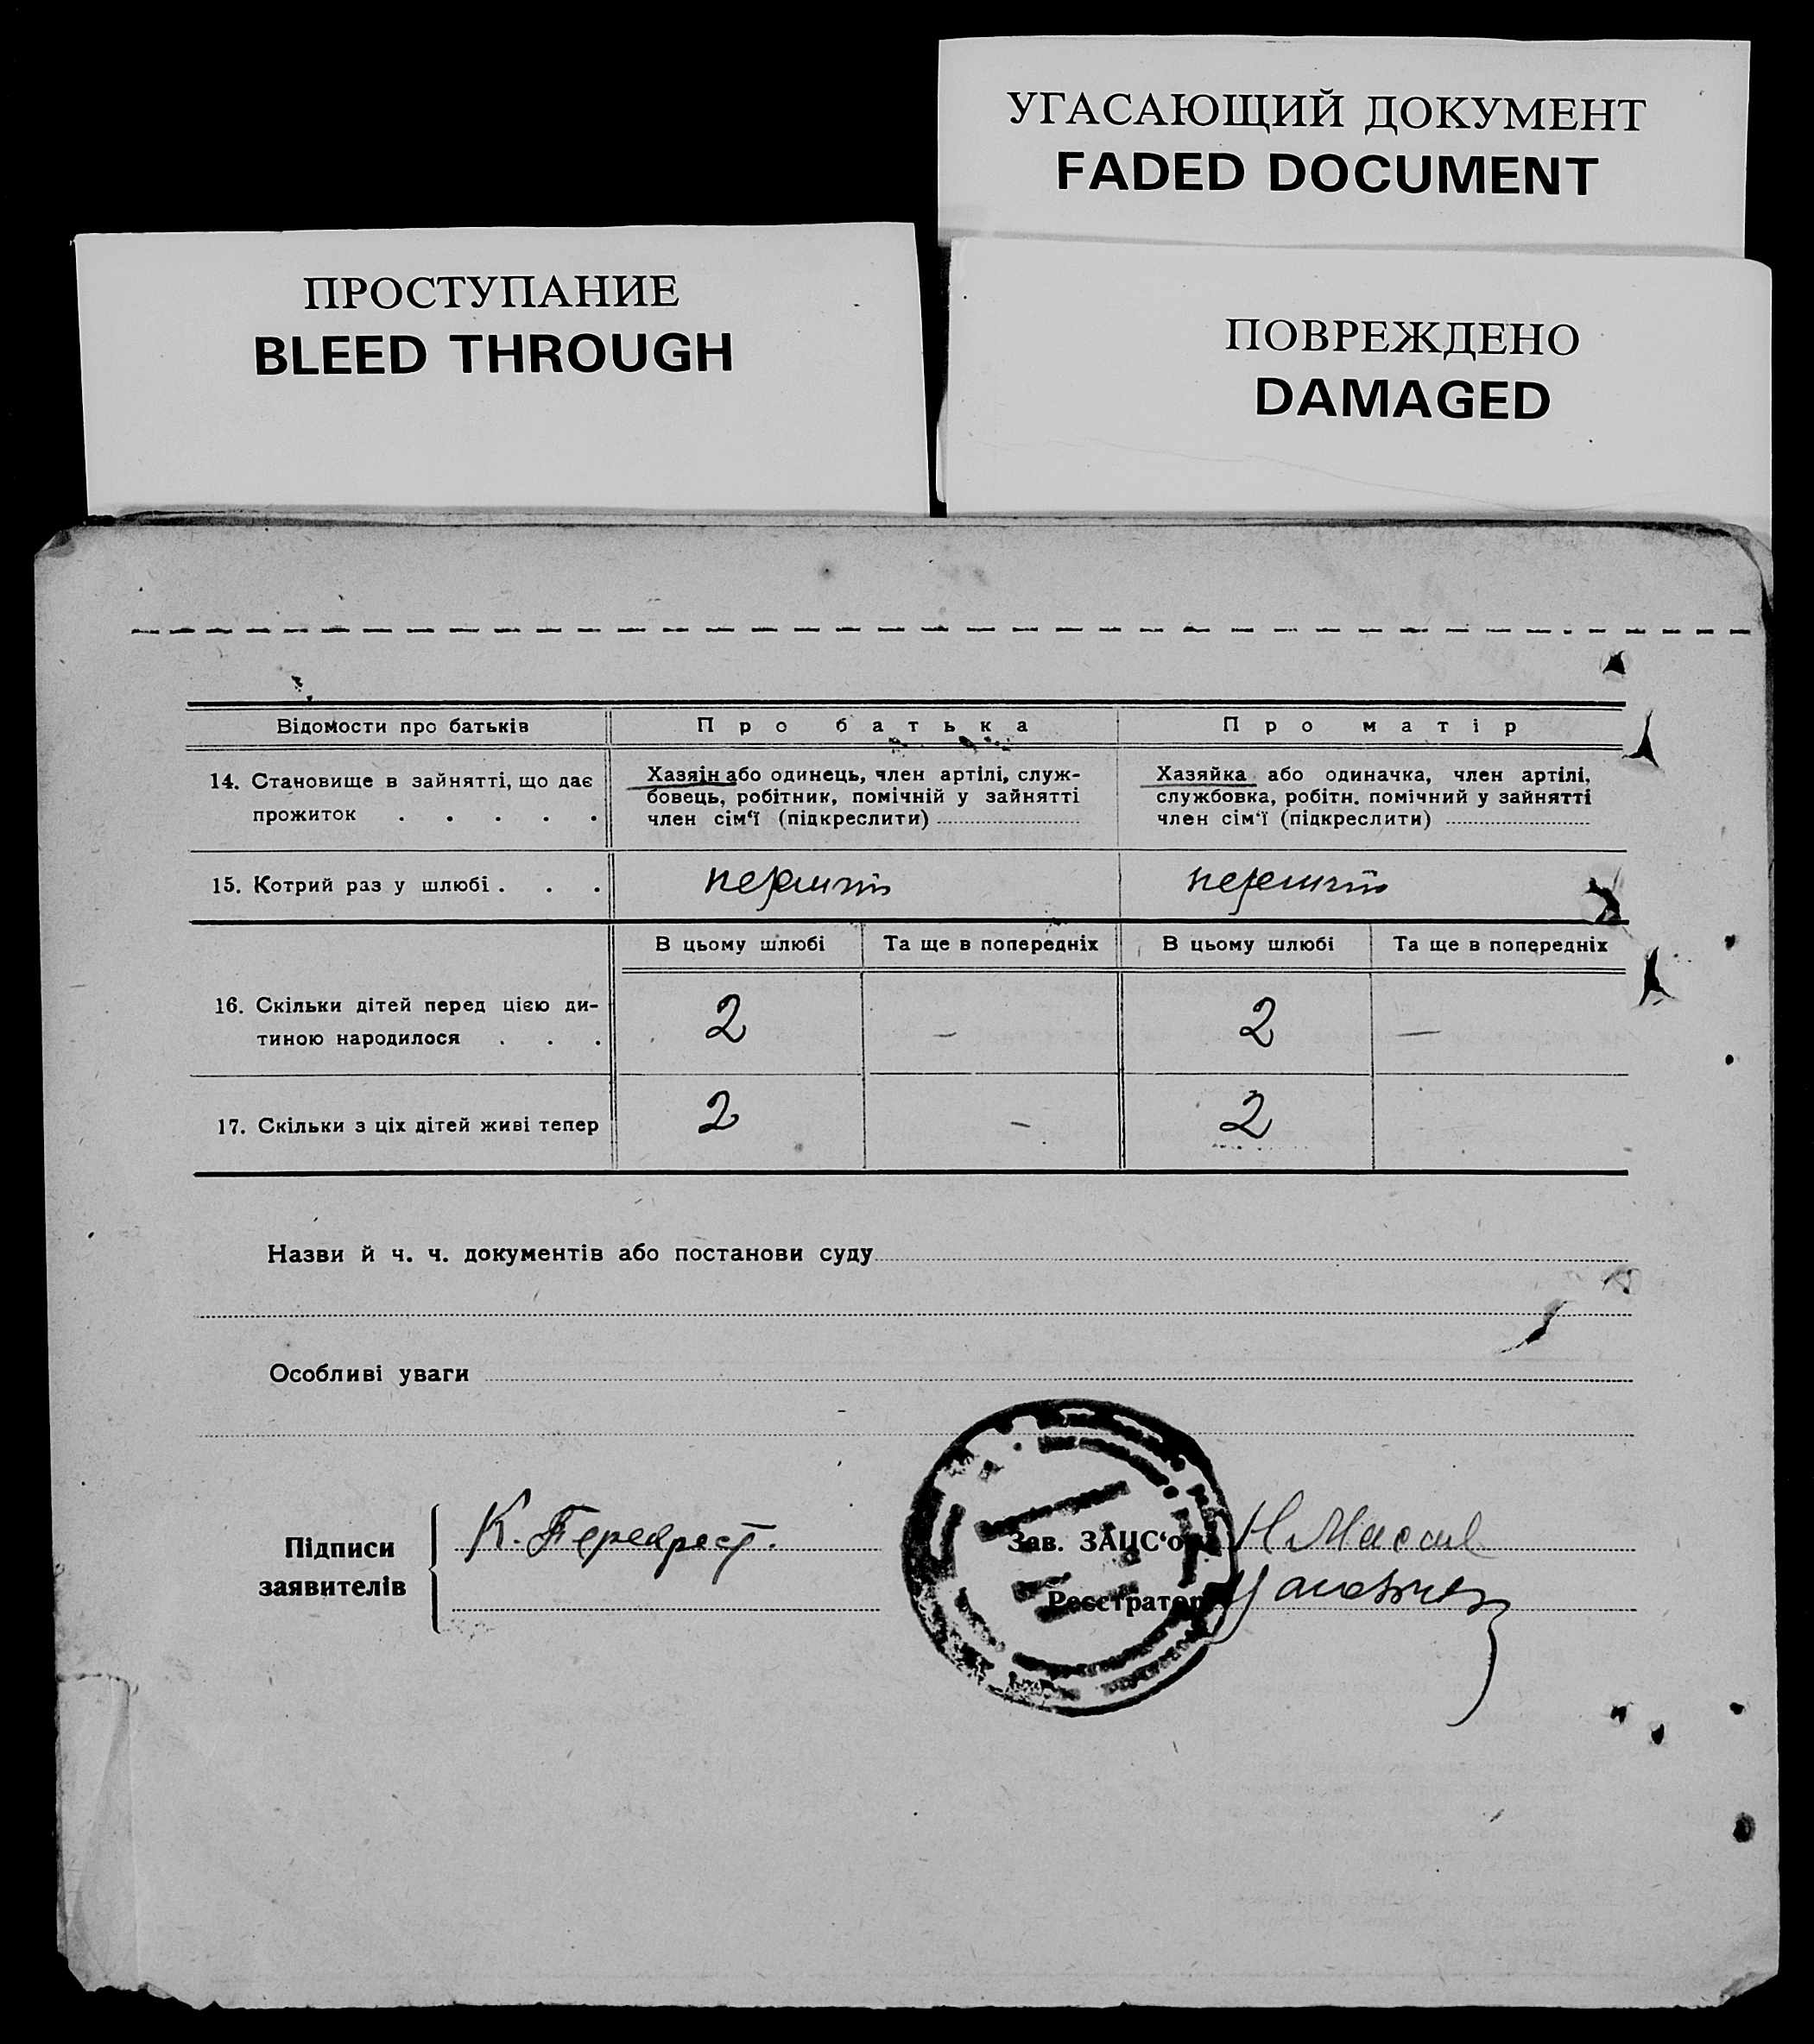 УГАСАЮЩИЙ ДОКУМЕНТ
FADED DOCUMENT
ПРОСТУПАНИЕ
BLEED THROUGH
ПОВРЕЖДЕНО
DAMAGED
Відомости про батьків
Про батька
Про матір
14. Становище в зайнятті, що дає
прожиток . . . . .
Хазяін або одинець, член артілі, служ-
бовець, робітник, помічній у зайнятті
член сім‘ї (підкреслити)
Хазяйка або одиначка, член артілі,
службовка, робітн. помічний у зайнятті
член сім‘ї (підкреслити)
15. Котрий раз у шлюбі . . .
В цьому шлюбі
Та ще в попередніх
В цьому шлюбі
Та ще в попередніх
16. Скільки дітей перед цією ди-
тиною народилося . . .
2
—
2
—
17. Скільки з ціх дітей живі тепер
2
—
2
Назви й ч. ч. документів або постанови суду
Особливі уваги
Підписи
заявителів
К. Перехрест.
Зав. ЗАЦС‘ом
Реєстратор